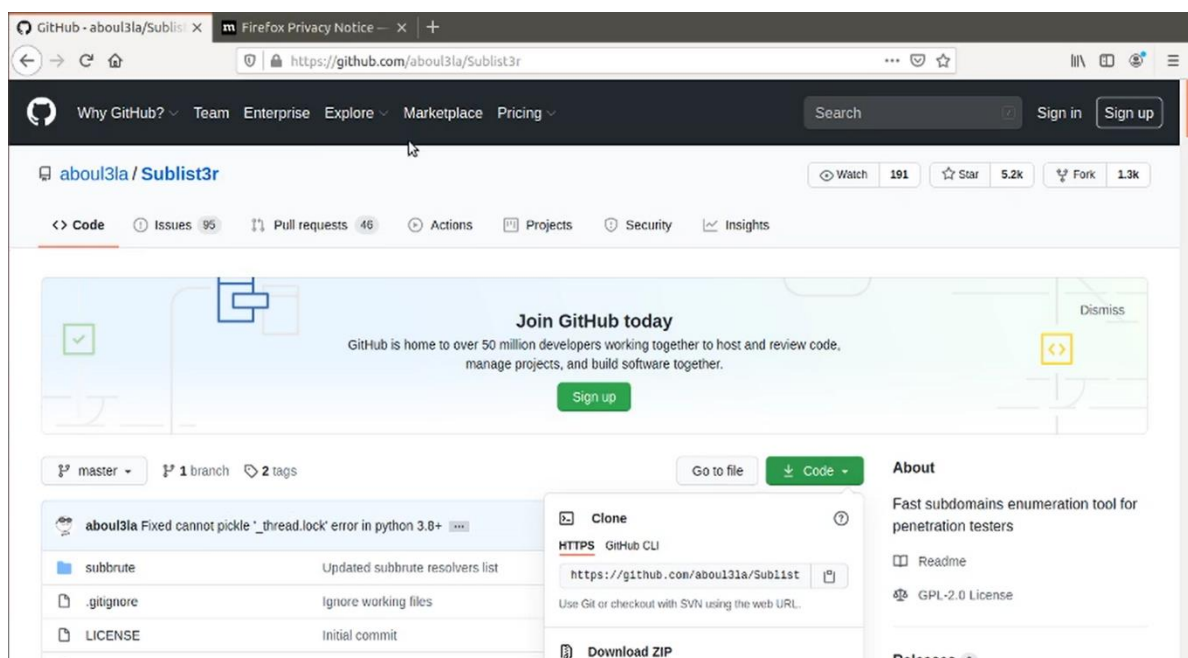 GitHub - aboul3la/Sublis
Firefox Privacy Notice —
https://github.com/aboul3la/Sublist3r
Why GitHub? Team Enterprise Explore Marketplace Pricing
Search
Sign in
Sign up
aboul3la / Sublist3r
Watch 191
Star 5.2k
Fork 1.3k
Code
Issues 95
Pull requests 46
Actions
Projects
Security
Insights
Dismiss
Join GitHub today
GitHub is home to over 50 million developers working together to host and review code,
manage projects, and build software together.
Sign up
master
1 branch
2 tags
Go to file
Code
aboul3la Fixed cannot pickle '_thread.lock' error in python 3.8+
subbrute Updated subbrute resolvers list
.gitignore Ignore working files
LICENSE Initial commit
Clone
HTTPS GitHub CLI
https://github.com/aboul3la/Sublist
Use Git or checkout with SVN using the web URL.
Download ZIP
About
Fast subdomains enumeration tool for
penetration testers
Readme
GPL-2.0 License